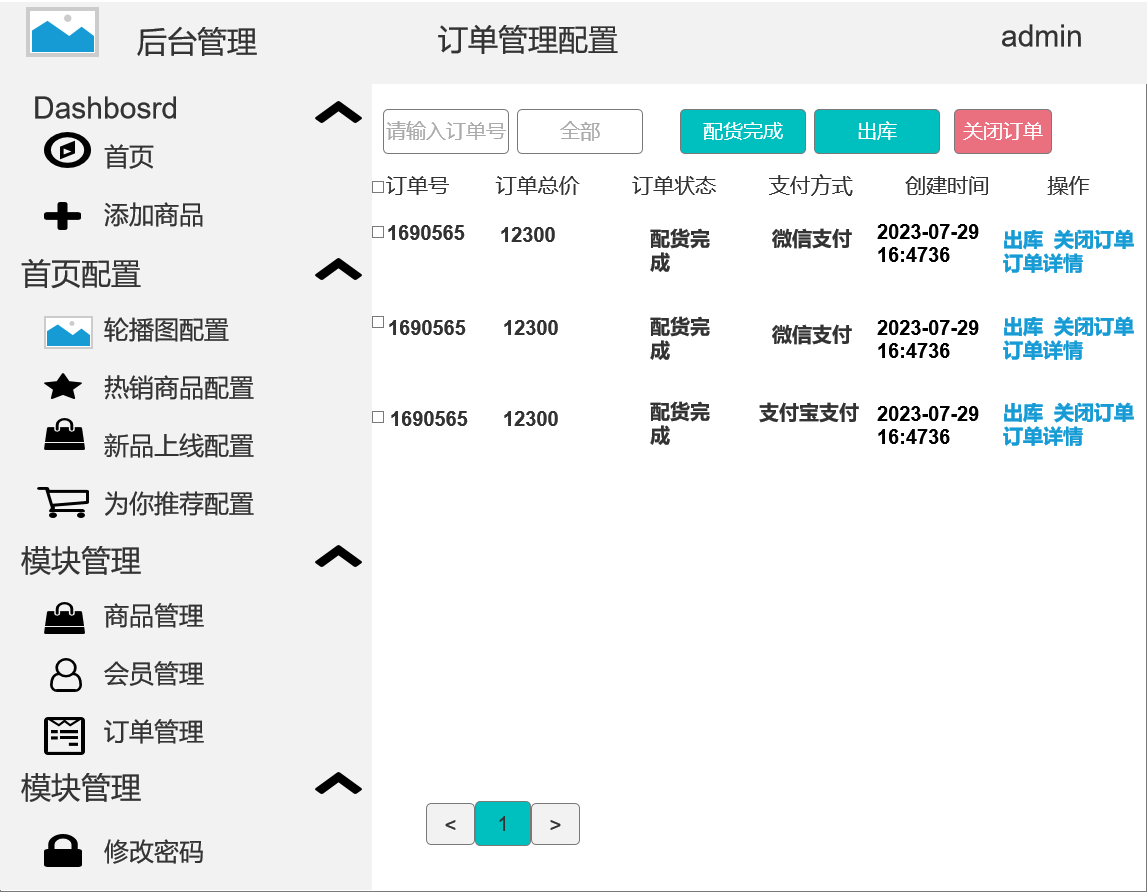 后台管理
订单管理配置
admin
Dashbosrd
首页
添加商品
首页配置
轮播图配置
热销商品配置
新品上线配置
为你推荐配置
模块管理
商品管理
会员管理
订单管理
模块管理
修改密码
请输入订单号 全部 配货完成 出库 关闭订单
订单号 订单总价 订单状态 支付方式 创建时间 操作
1690565 12300 配货完 微信支付 2023-07-29 出库 关闭订单
成 16:4736 订单详情
1690565 12300 配货完 微信支付 2023-07-29 出库 关闭订单
成 16:4736 订单详情
1690565 12300 配货完 支付宝支付 2023-07-29 出库 关闭订单
成 16:4736 订单详情
< 1 >